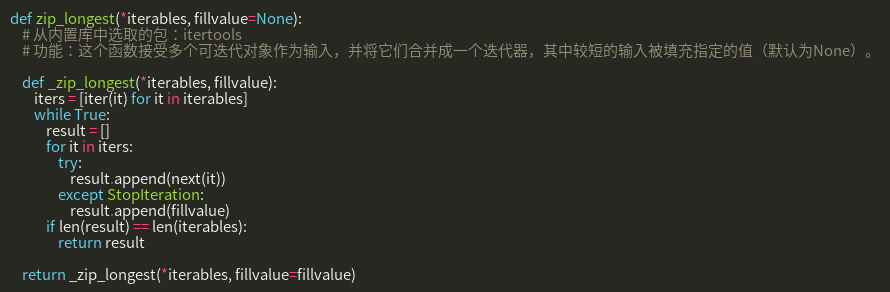 def zip_longest(*iterables, fillvalue=None):
    # 从内置库中选取的包：itertools
    # 功能：这个函数接受多个可迭代对象作为输入，并将它们合并成一个迭代器，其中较短的输入被填充指定的值（默认为None）。

    def _zip_longest(*iterables, fillvalue):
        iters = [iter(it) for it in iterables]
        while True:
            result = []
            for it in iters:
                try:
                    result.append(next(it))
                except StopIteration:
                    result.append(fillvalue)
            if len(result) == len(iterables):
                return result

    return _zip_longest(*iterables, fillvalue=fillvalue)